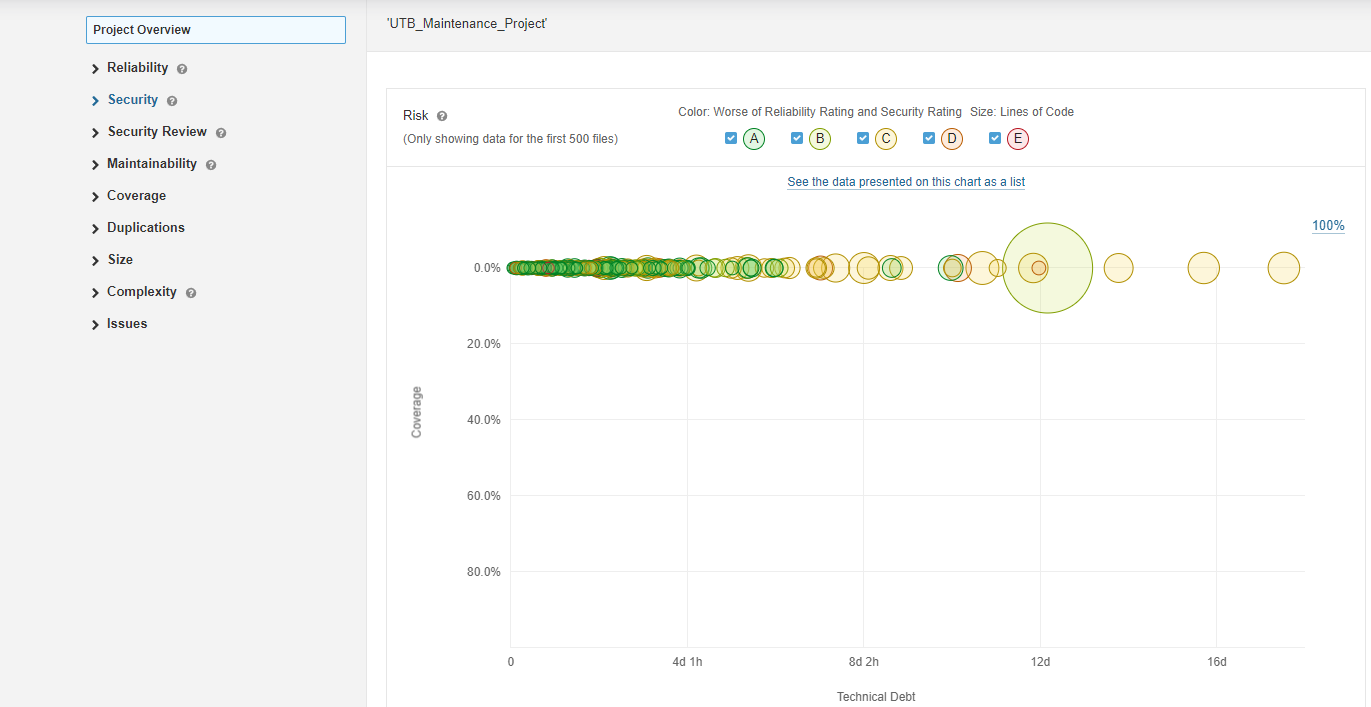 Project Overview
Reliability
Security
Security Review
Maintainability
Coverage
Duplications
Size
Complexity
Issues
'UTB_Maintenance_Project'
Risk
(Only showing data for the first 500 files)
Color: Worse of Reliability Rating and Security Rating Size: Lines of Code
A B C D E
See the data presented on this chart as a list
100%
0.0%
20.0%
40.0%
60.0%
80.0%
Coverage
0 4d 1h 8d 2h 12d 16d
Technical Debt